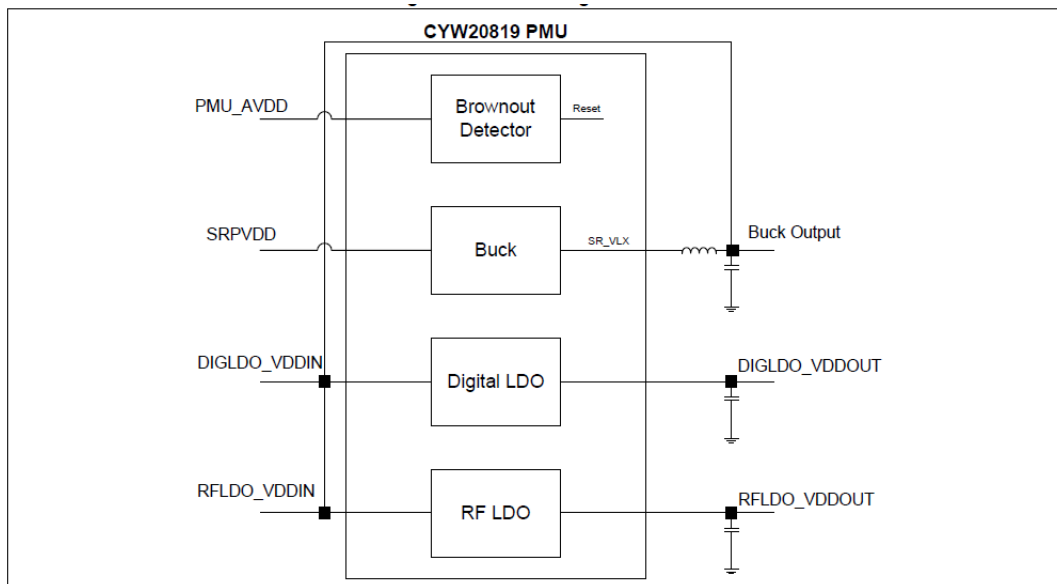 CYW20819 PMU
PMU_AVDD
Brownout
Detector
Reset
SRPVDD
Buck
SR_VLX
Buck Output
DIGLDO_VDDIN
Digital LDO
DIGLDO_VDDOUT
RFLDO_VDDIN
RF LDO
RFLDO_VDDOUT